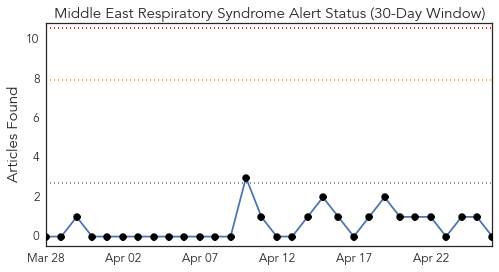 Middle East Respiratory Syndrome Alert Status (30-Day Window)
Articles Found
10
8
6
4
2
0
Mar 28 Apr 02 Apr 07 Apr 12 Apr 17 Apr 22